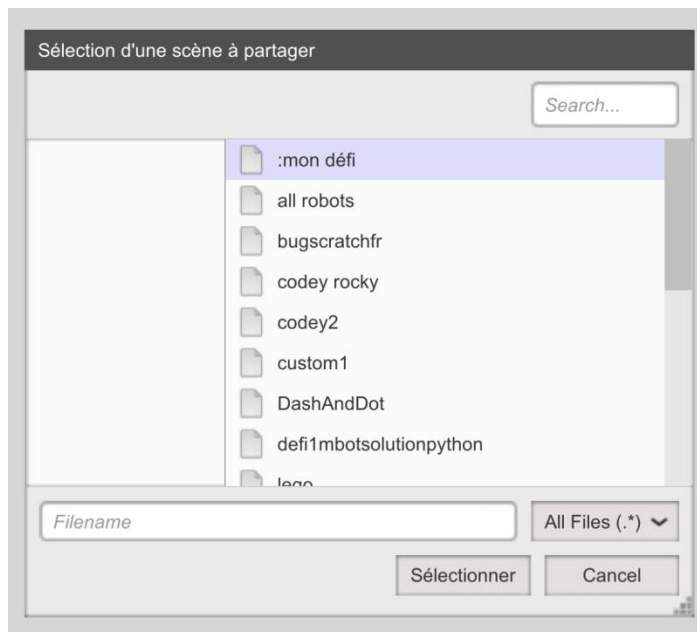 Sélection d'une scène à partager
Search...
:mon défi
all robots
bugscratchfr
codey rocky
codey2
custom1
DashAndDot
defi1mbotsolutionpython
lego
Filename
All Files (.*)
Sélectionner
Cancel